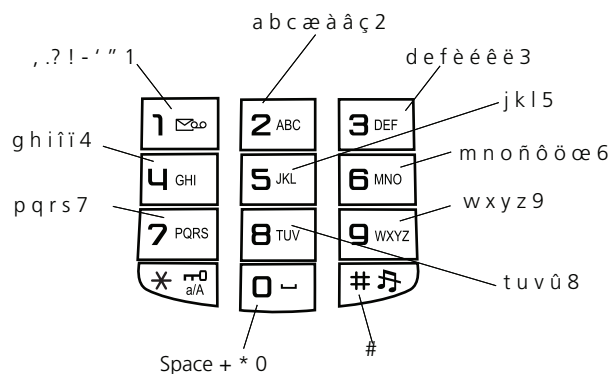 a b c æ à â ç 2
, .? ! - ‘ ” 1
d e f è é ê ë 3
j k l 5
1
2 ABC
3 DEF
g h i î ï 4
m n o ñ ô ö œ 6
4 GHI
5 JKL
6 MNO
p q r s 7
w x y z 9
7 PQRS
8 TUV
9 WXYZ
* a/A
0
#
t u v û 8
#
Space + * 0